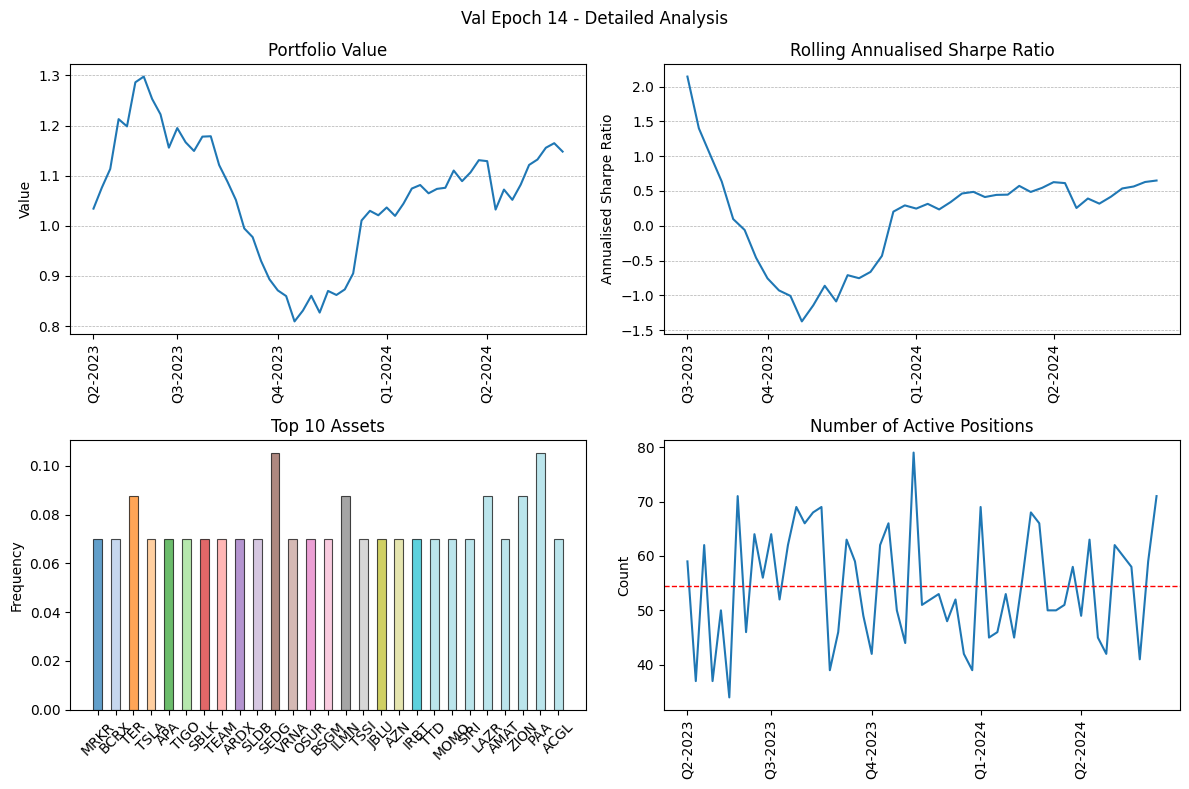 Val Epoch 14 - Detailed Analysis
Portfolio Value
Value
1.3
1.2
1.1
1.0
0.9
0.8
Q2-2023
Q3-2023
Q4-2023
Q1-2024
Q2-2024
Rolling Annualised Sharpe Ratio
Annualised Sharpe Ratio
2.0
1.5
1.0
0.5
0.0
−0.5
−1.0
−1.5
Q3-2023
Q4-2023
Q1-2024
Q2-2024
Top 10 Assets
Frequency
0.10
0.08
0.06
0.04
0.02
0.00
MRKR
BCRX
TER
TSLA
APA
TIGO
SBLK
TEAM
ARDX
SLDB
SEDG
VRNA
OSUR
BSGM
ILMN
TSSI
JBLU
AZN
IRBT
TTD
MOMO
SIRI
LAZR
AMAT
ZION
PAA
ACGL
Number of Active Positions
Count
80
70
60
50
40
Q2-2023
Q3-2023
Q4-2023
Q1-2024
Q2-2024